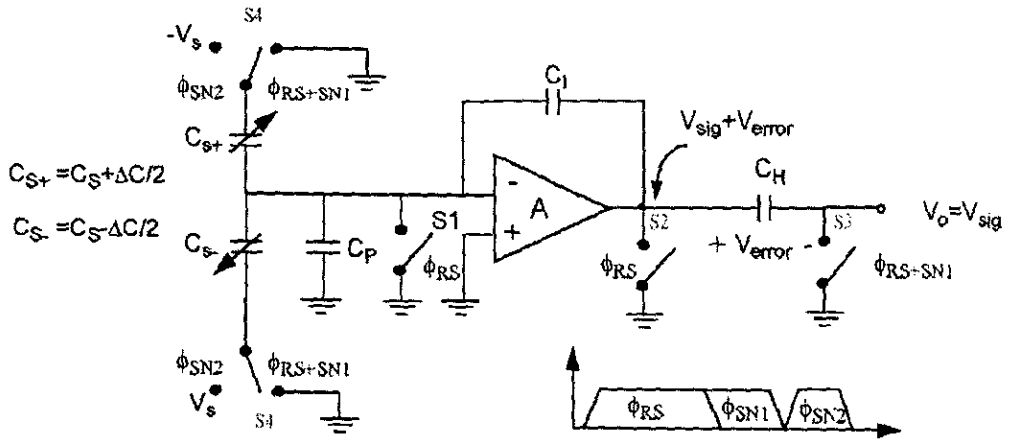 S4
-Vs
ϕSN2
ϕRS+SN1
CS+
CS+ =CS+ΔC/2
CS- =CS-ΔC/2
CS-
CP
S1
ϕRS
CI
-
+
A
Vsig+Verror
CH
S2
+ Verror -
S3
Vo=Vsig
ϕRS
ϕRS+SN1
ϕSN2
ϕRS+SN1
Vs
S4
ϕRS
ϕSN1
ϕSN2